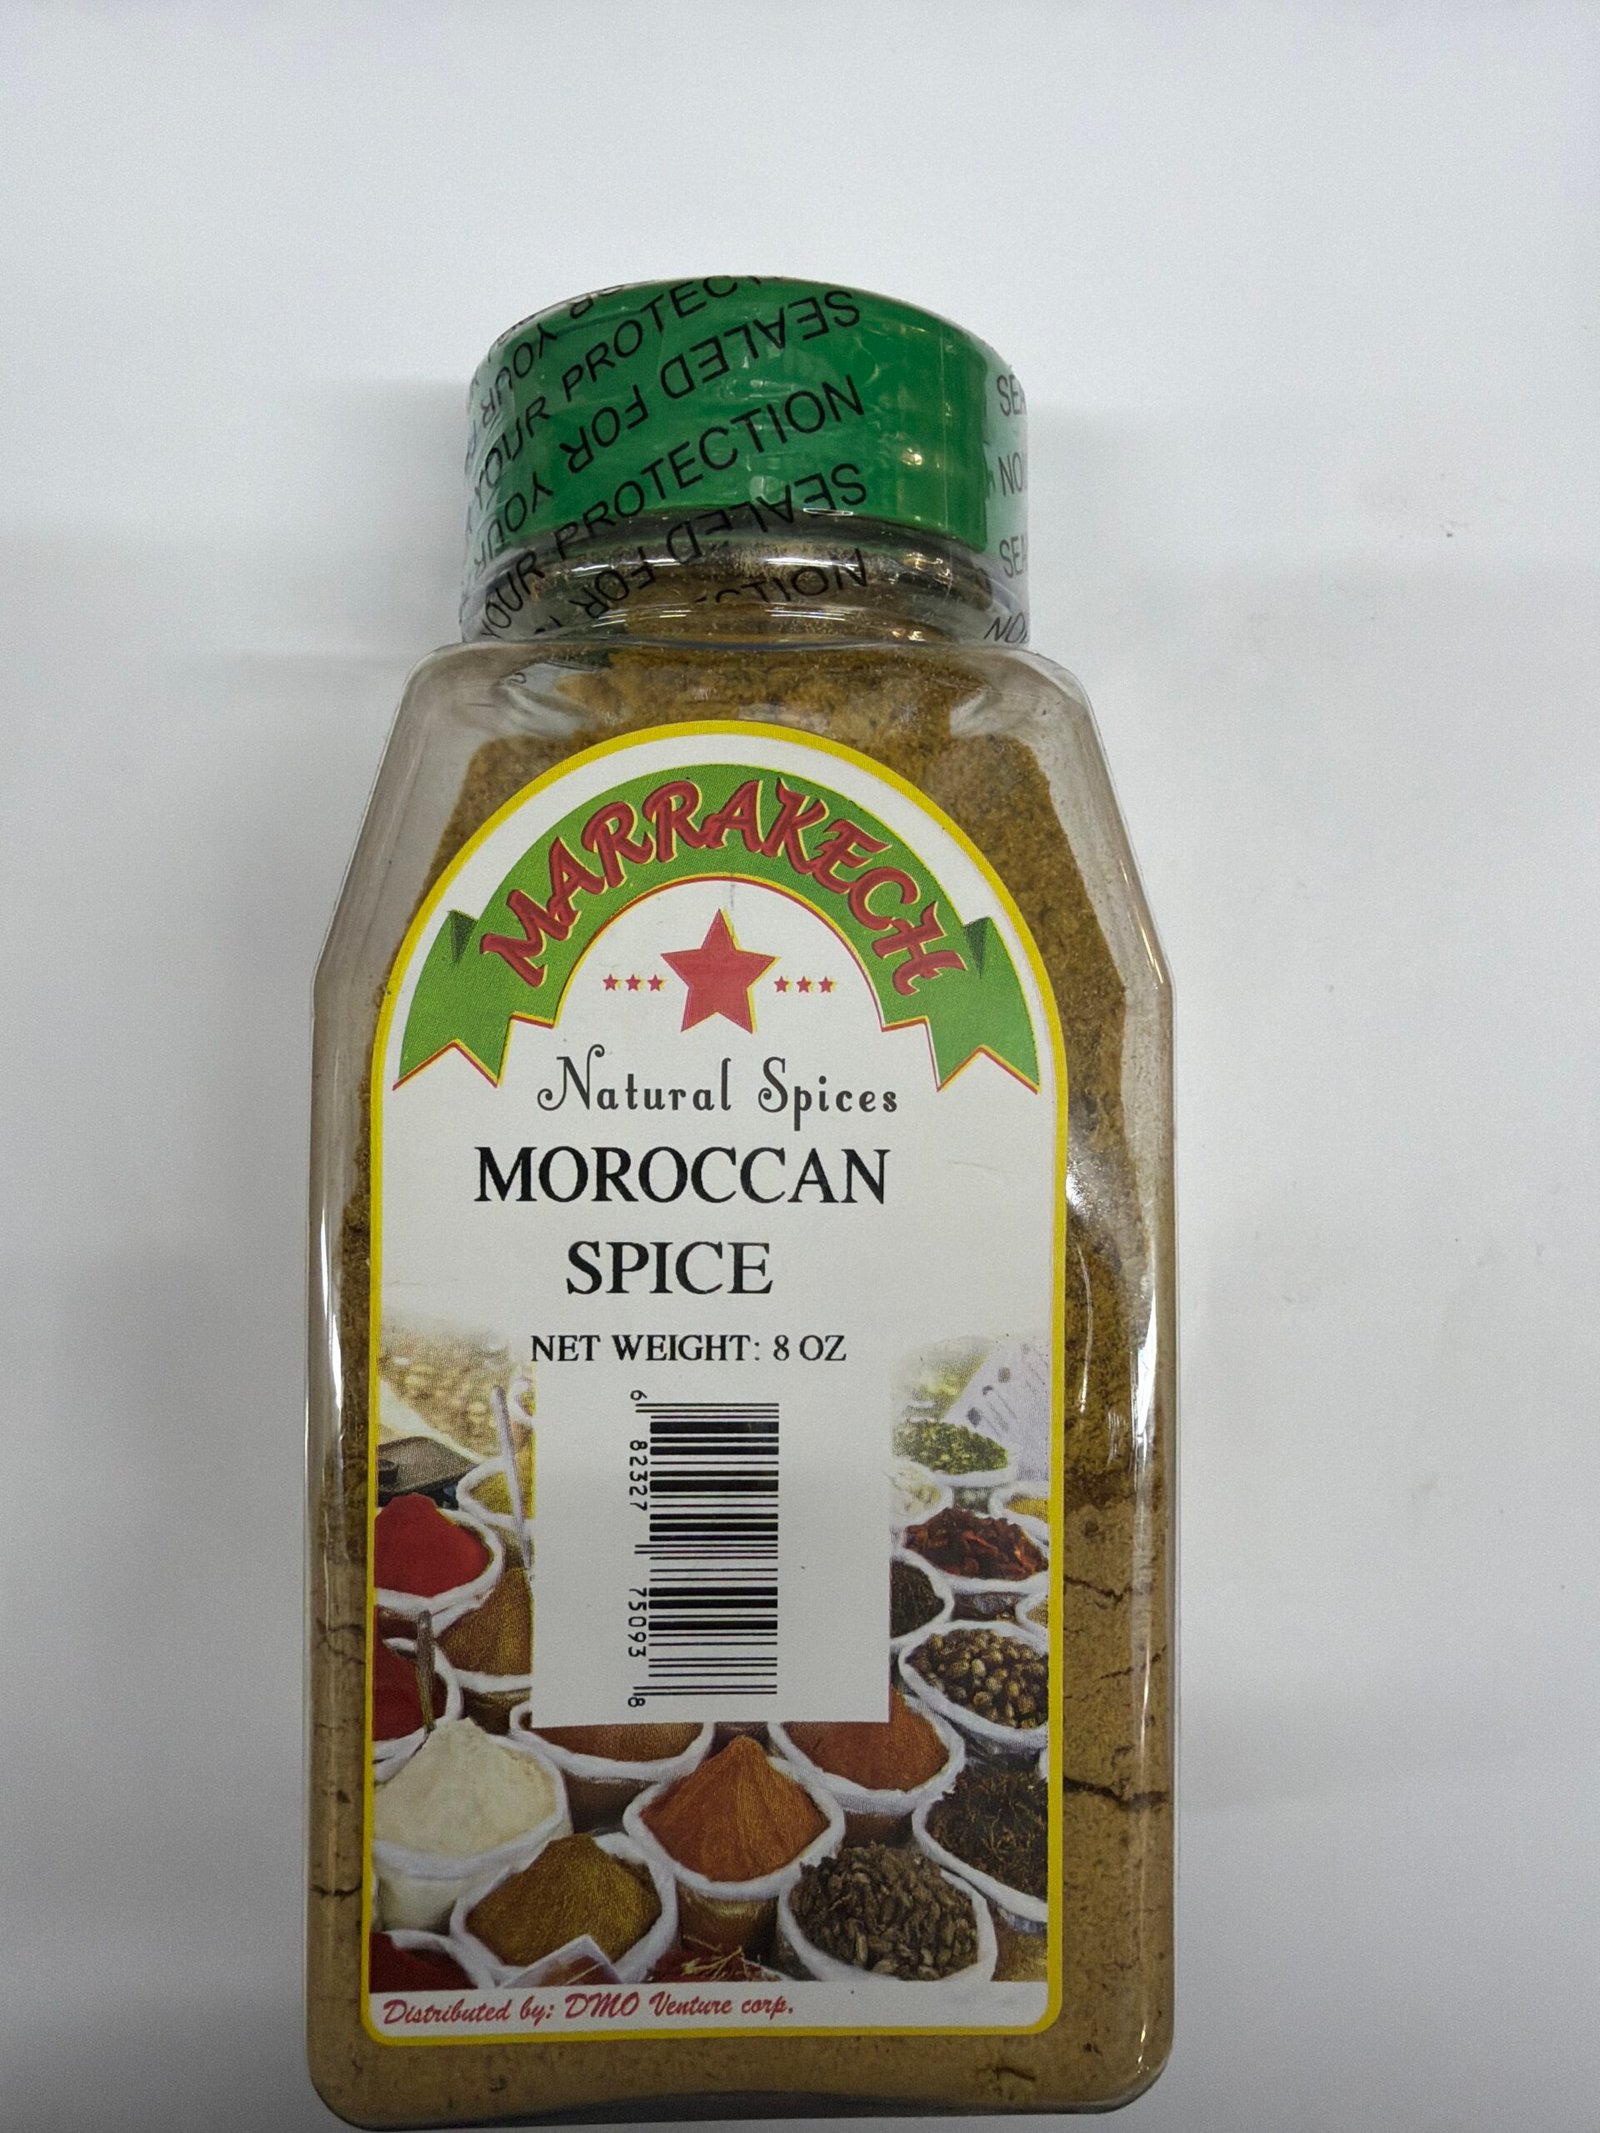 YOUR PROTECTION
SEALED FOR
YOUR PROTECTION
SEALED FOR
MARRAKECH
Natural Spices
MOROCCAN
SPICE
NET WEIGHT: 8 OZ
6 82327 75093 8
Distributed by: DMO Venture corp.